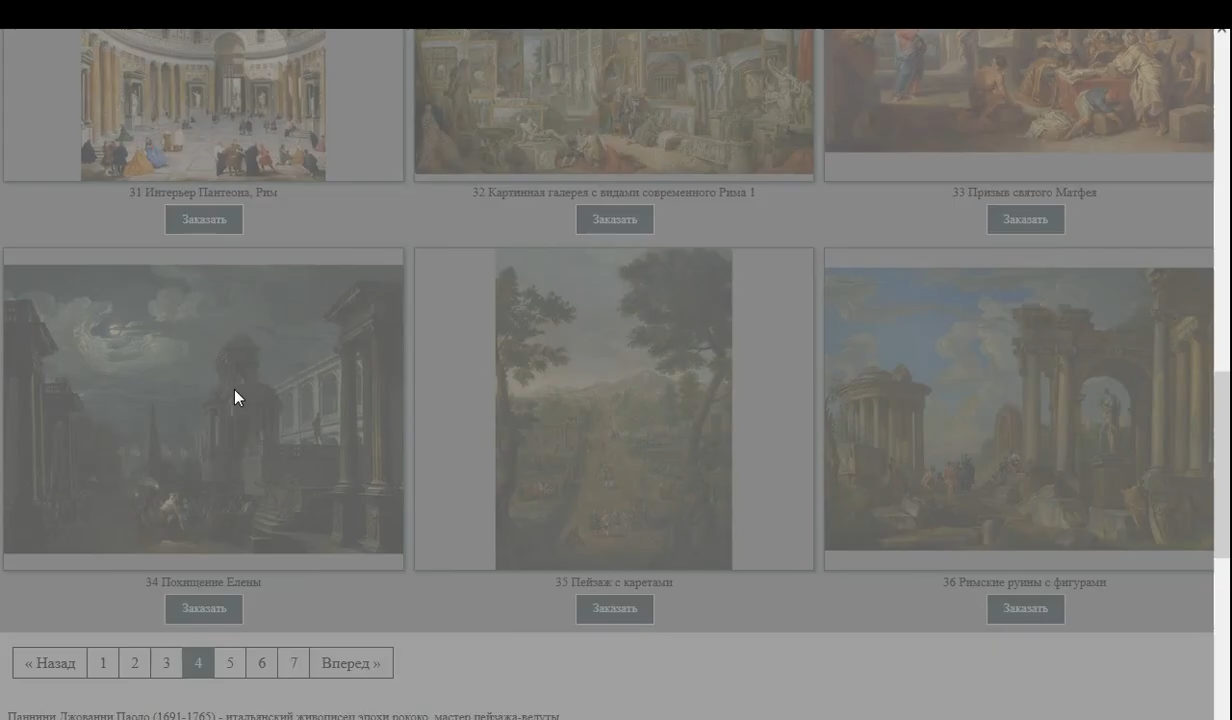 31 Интерьер Пантеона, Рим
32 Картинная галерея с видами современного Рима 1
33 Призыв святого Матфея
Заказать
Заказать
Заказать
34 Похищение Елены
35 Пейзаж с каретами
36 Римские руины с фигурами
Заказать
Заказать
Заказать
« Назад 1 2 3 4 5 6 7 Вперед »
Паннини Джованни Паоло (1691-1765) - итальянский живописец эпохи рококо, мастер пейзажа-ведуты